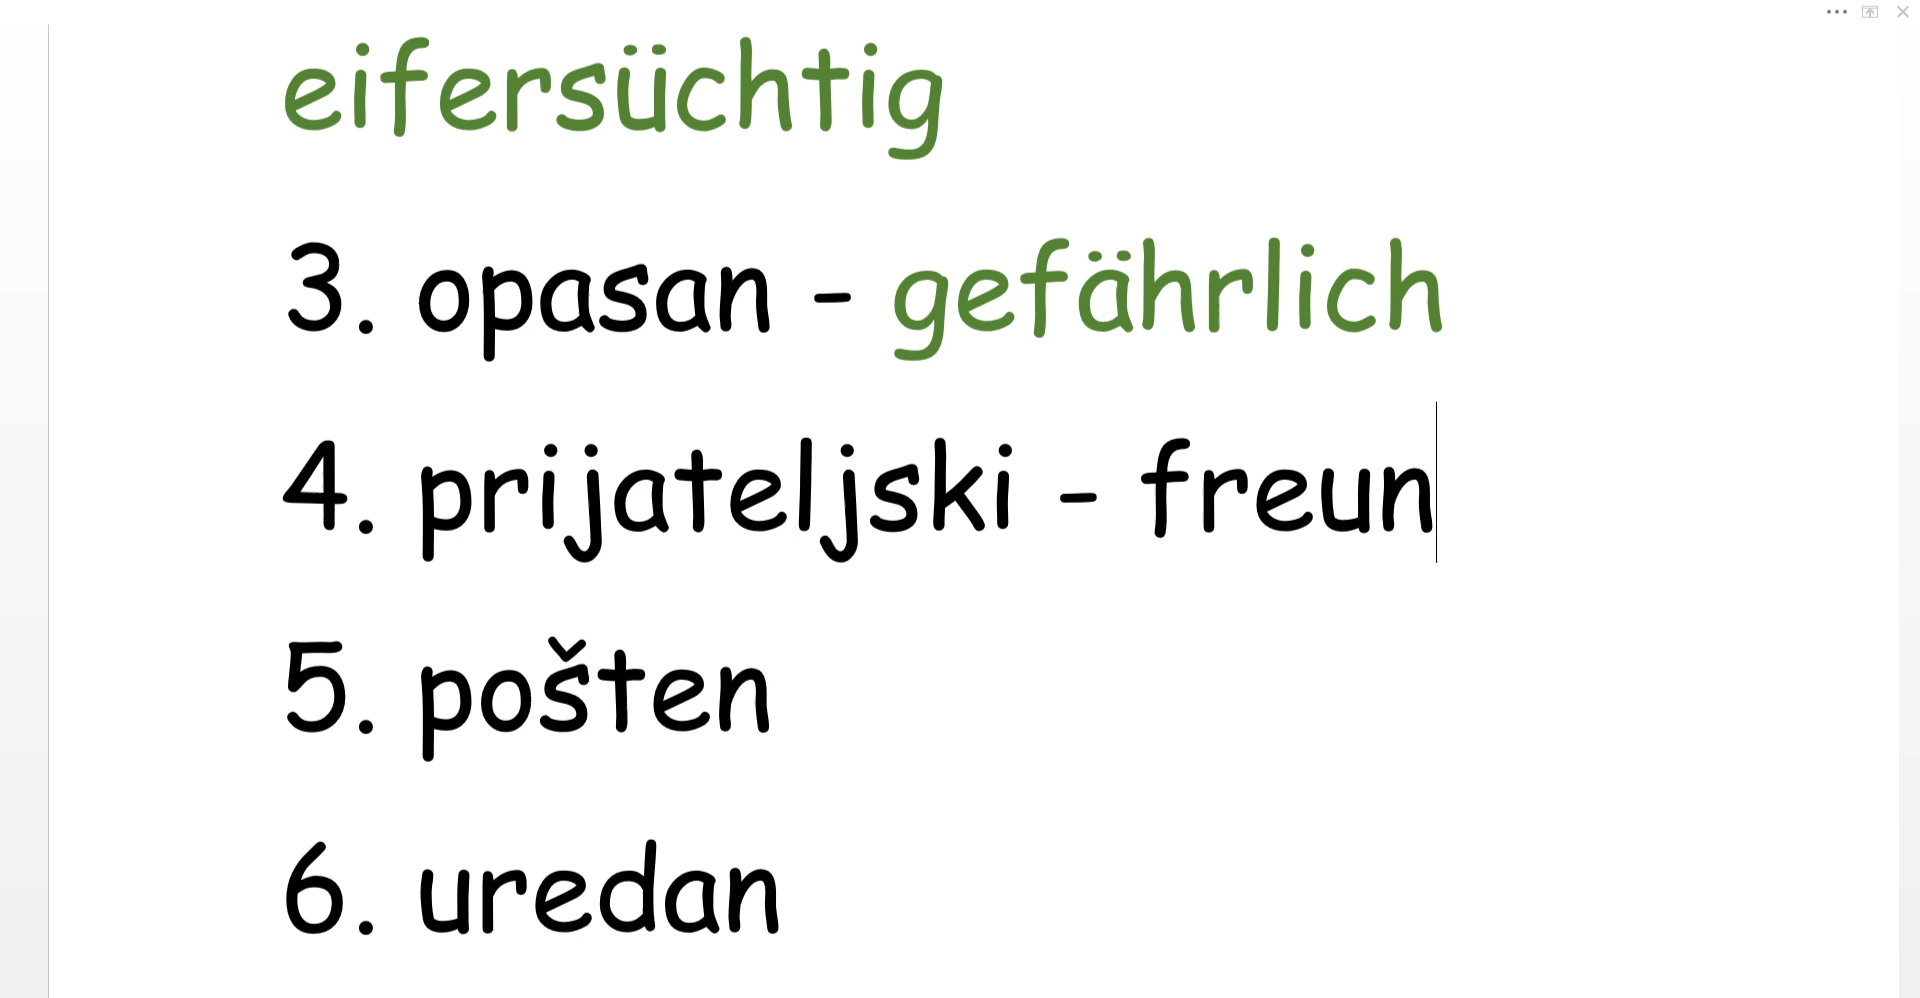 eifersüchtig
3. opasan - gefährlich
4. prijateljski - freun
5. pošten
6. uredan